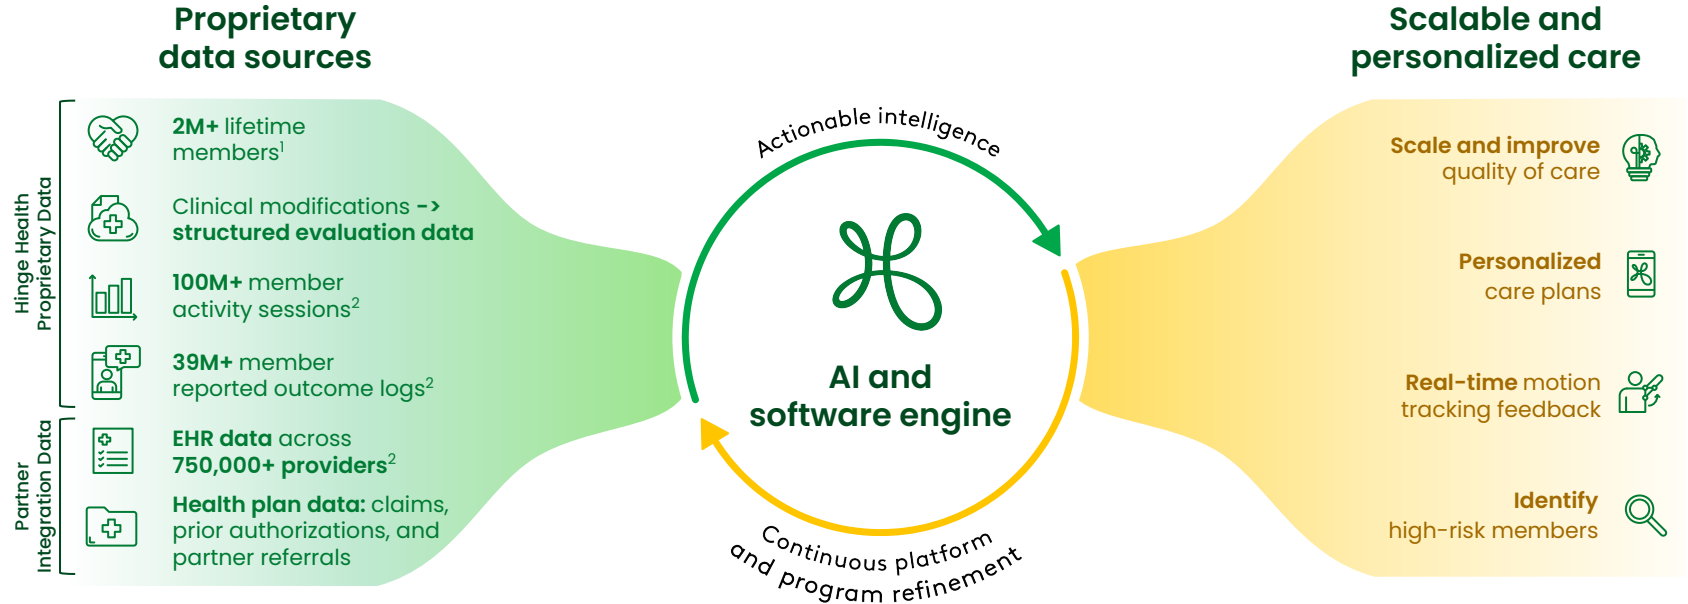 Proprietary
data sources
Hinge Health
Proprietary Data
2M+ lifetime
members¹
Clinical modifications ->
structured evaluation data
100M+ member
activity sessions²
39M+ member
reported outcome logs²
Partner
Integration Data
EHR data across
750,000+ providers²
Health plan data: claims,
prior authorizations, and
partner referrals
Actionable intelligence
AI and
software engine
Continuous platform
and program refinement
Scalable and
personalized care
Scale and improve
quality of care
Personalized
care plans
Real-time motion
tracking feedback
Identify
high-risk members